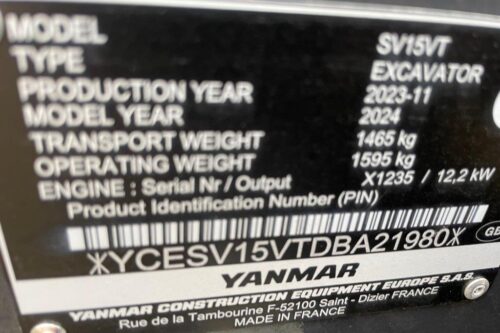 MODEL SV15VT
TYPE EXCAVATOR
PRODUCTION YEAR 2023-11
MODEL YEAR 2024
TRANSPORT WEIGHT 1465 kg
OPERATING WEIGHT 1595 kg
ENGINE : Serial Nr / Output X1235 / 12,2 kW
Product Identification Number (PIN)
*YCESV15VTDBA21980*
YANMAR
YANMAR CONSTRUCTION EQUIPMENT EUROPE S.A.S.
Rue de la Tambourine F-52100 Saint - Dizier FRANCE
MADE IN FRANCE